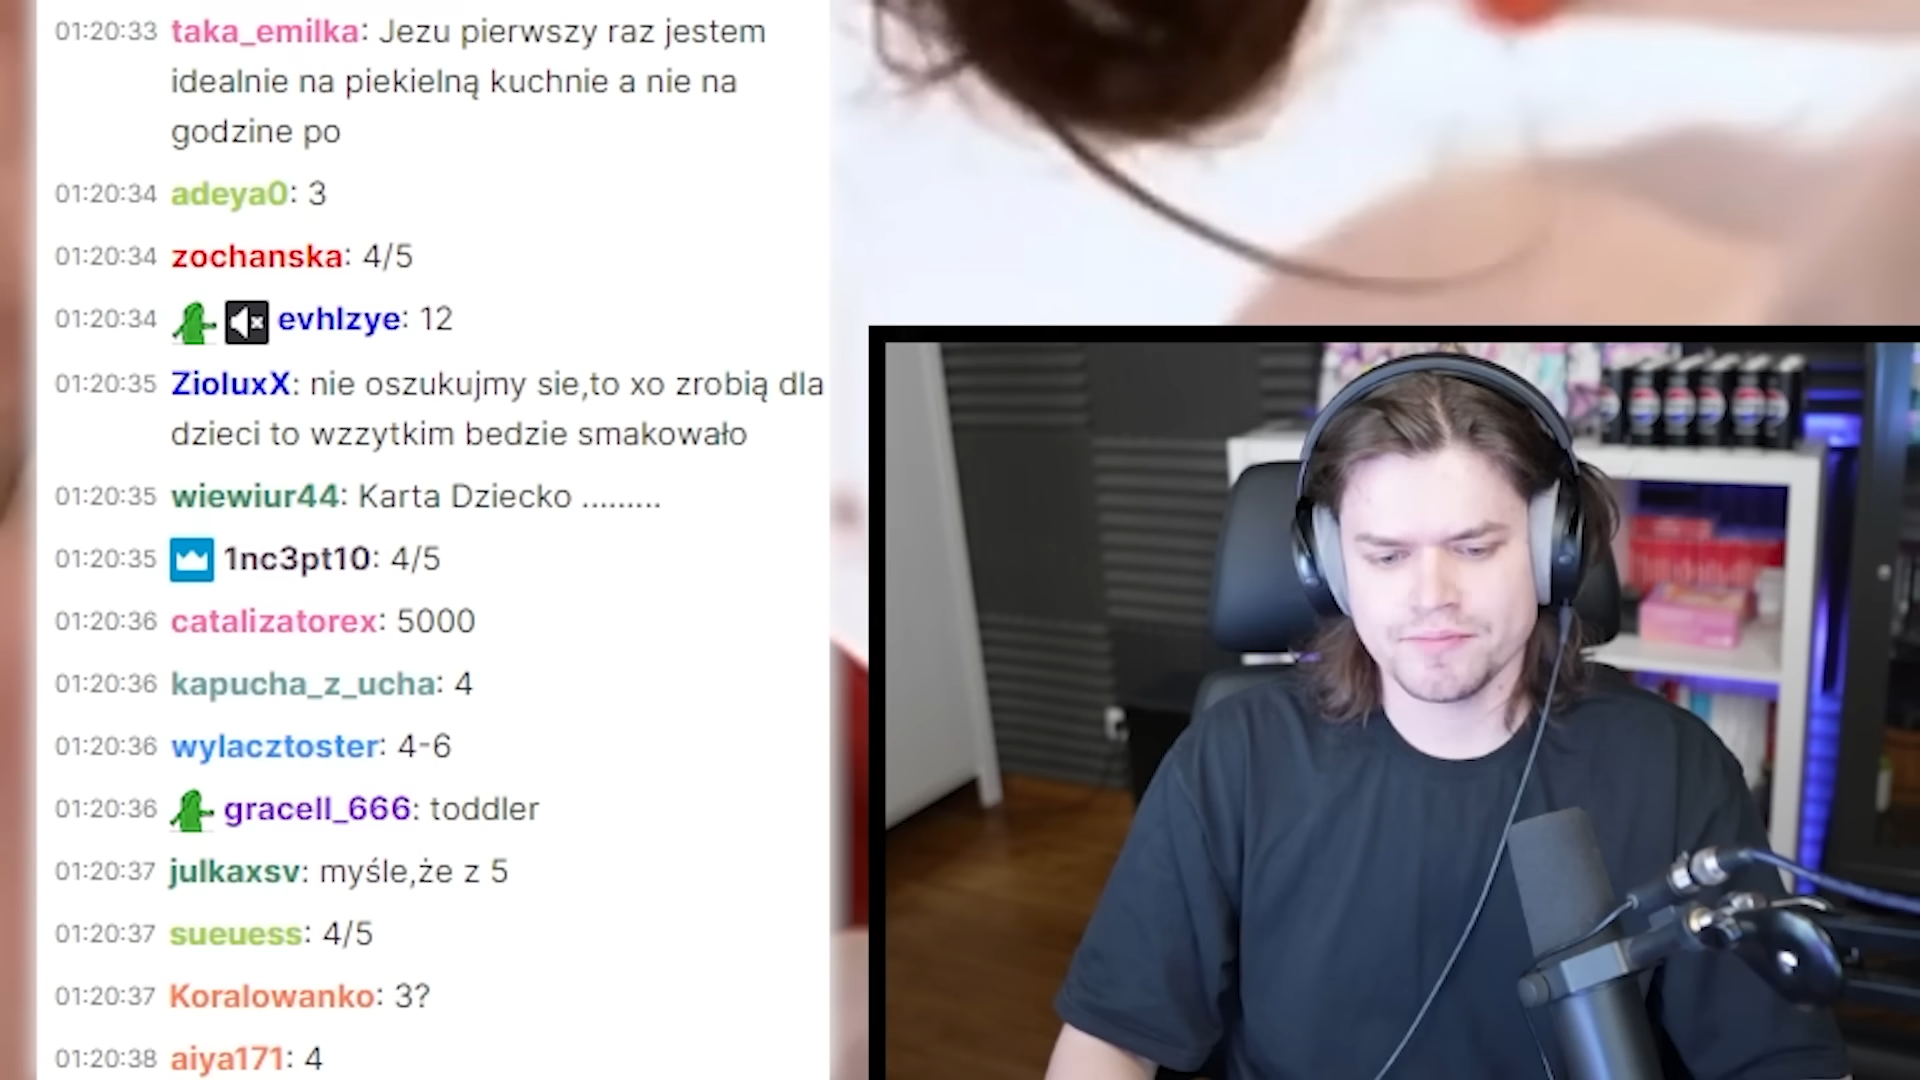 01:20:33 taka_emilka: Jezu pierwszy raz jestem
idealnie na piekielną kuchnie a nie na
godzine po
01:20:34 adeya0: 3
01:20:34 zochanska: 4/5
01:20:34 evhlzye: 12
01:20:35 ZioluxX: nie oszukujmy sie,to xo zrobią dla
dzieci to wzzytkim bedzie smakowało
01:20:35 wiewiur44: Karta Dziecko .........
01:20:35 1nc3pt10: 4/5
01:20:36 catalizatorex: 5000
01:20:36 kapucha_z_ucha: 4
01:20:36 wylacztoster: 4-6
01:20:36 gracell_666: toddler
01:20:37 julkaxsv: myśle,że z 5
01:20:37 sueuess: 4/5
01:20:37 Koralowanko: 3?
01:20:38 aiya171: 4